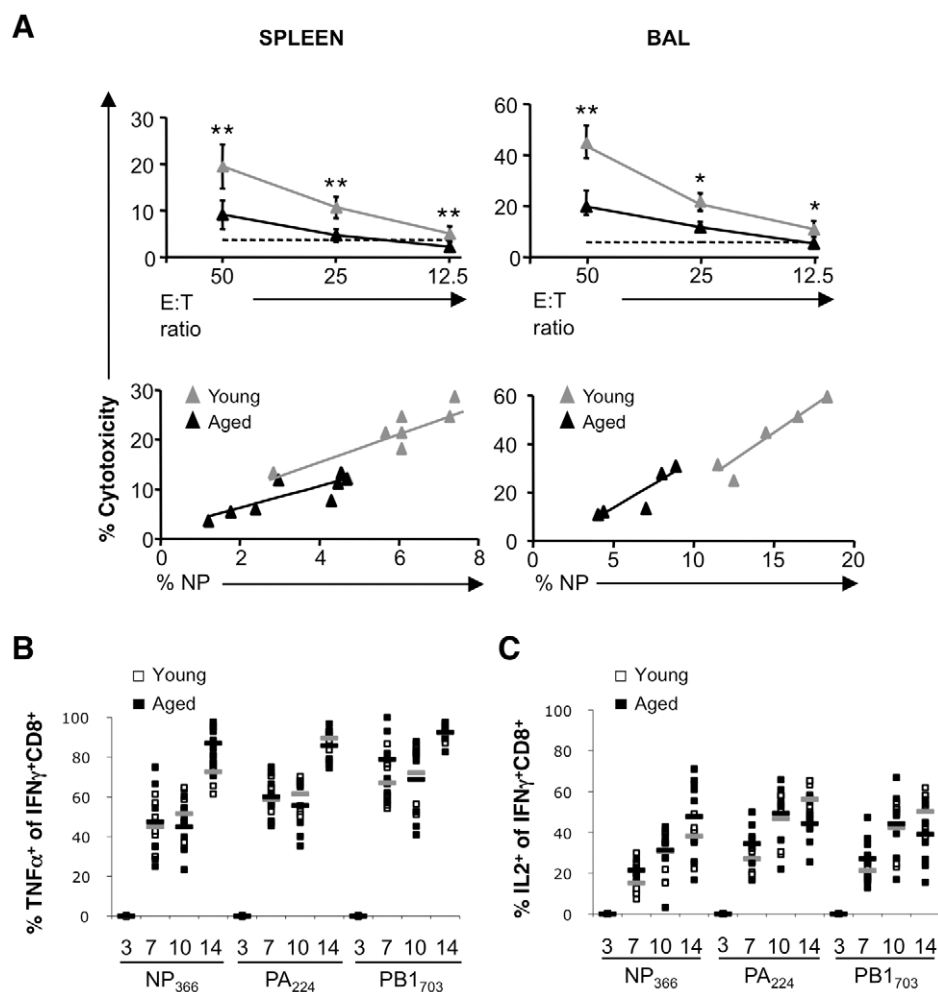 A
SPLEEN
BAL
% Cytotoxicity
30
20
10
0
**
**
**
50
25
12.5
E:T
ratio
60
40
20
0
**
*
*
50
25
12.5
E:T
ratio
30
20
10
0
Young
Aged
0
2
4
6
8
% NP
60
40
20
0
Young
Aged
0
5
10
15
20
% NP
B
Young
Aged
% TNFα⁺ of IFNγ⁺CD8⁺
100
80
60
40
20
0
3 7 10 14 3 7 10 14 3 7 10 14
NP₃₆₆ PA₂₂₄ PB1₇₀₃
C
Young
Aged
% IL2⁺ of IFNγ⁺CD8⁺
100
80
60
40
20
0
3 7 10 14 3 7 10 14 3 7 10 14
NP₃₆₆ PA₂₂₄ PB1₇₀₃